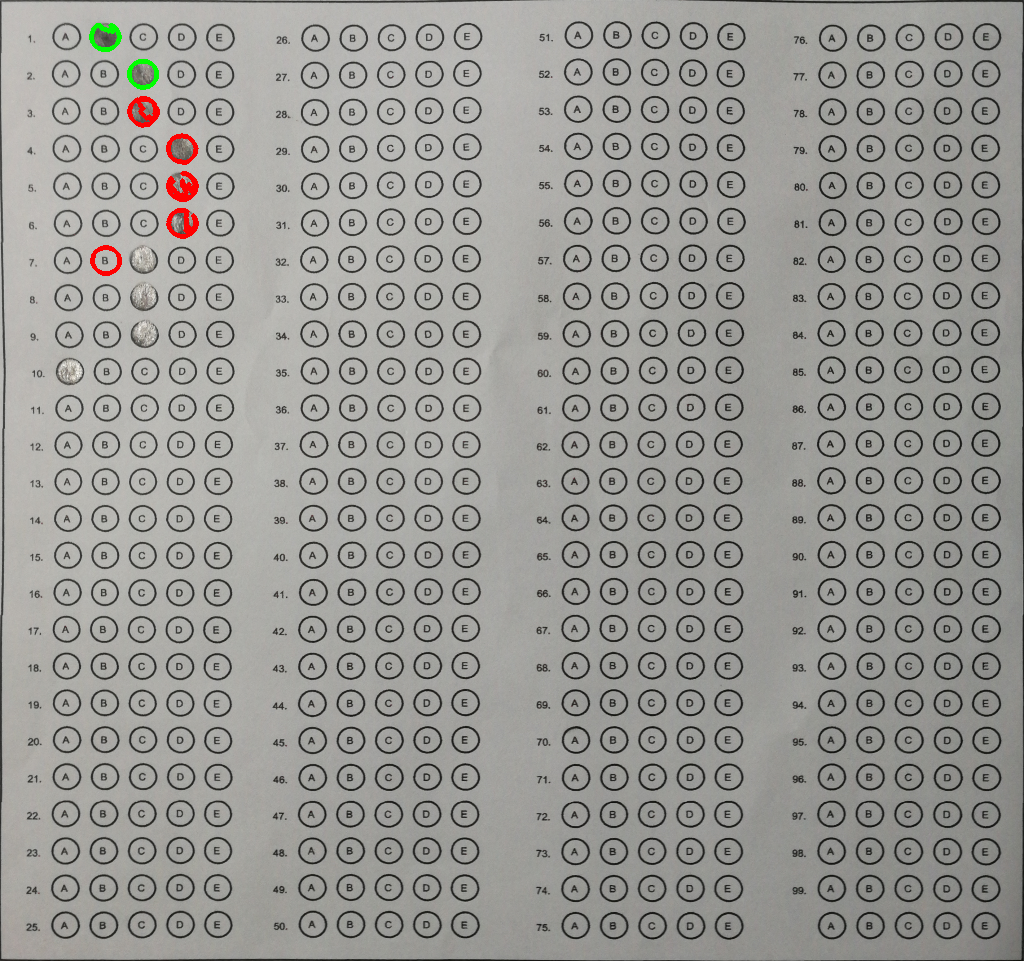 1. A C D E
2. A B D E
3. A B D E
4. A B C E
5. A B C E
6. A B C E
7. A B D E
8. A B D E
9. A B D E
10. B C D E
11. A B C D E
12. A B C D E
13. A B C D E
14. A B C D E
15. A B C D E
16. A B C D E
17. A B C D E
18. A B C D E
19. A B C D E
20. A B C D E
21. A B C D E
22. A B C D E
23. A B C D E
24. A B C D E
25. A B C D E
26. A B C D E
27. A B C D E
28. A B C D E
29. A B C D E
30. A B C D E
31. A B C D E
32. A B C D E
33. A B C D E
34. A B C D E
35. A B C D E
36. A B C D E
37. A B C D E
38. A B C D E
39. A B C D E
40. A B C D E
41. A B C D E
42. A B C D E
43. A B C D E
44. A B C D E
45. A B C D E
46. A B C D E
47. A B C D E
48. A B C D E
49. A B C D E
50. A B C D E
51. A B C D E
52. A B C D E
53. A B C D E
54. A B C D E
55. A B C D E
56. A B C D E
57. A B C D E
58. A B C D E
59. A B C D E
60. A B C D E
61. A B C D E
62. A B C D E
63. A B C D E
64. A B C D E
65. A B C D E
66. A B C D E
67. A B C D E
68. A B C D E
69. A B C D E
70. A B C D E
71. A B C D E
72. A B C D E
73. A B C D E
74. A B C D E
75. A B C D E
76. A B C D E
77. A B C D E
78. A B C D E
79. A B C D E
80. A B C D E
81. A B C D E
82. A B C D E
83. A B C D E
84. A B C D E
85. A B C D E
86. A B C D E
87. A B C D E
88. A B C D E
89. A B C D E
90. A B C D E
91. A B C D E
92. A B C D E
93. A B C D E
94. A B C D E
95. A B C D E
96. A B C D E
97. A B C D E
98. A B C D E
99. A B C D E
A B C D E